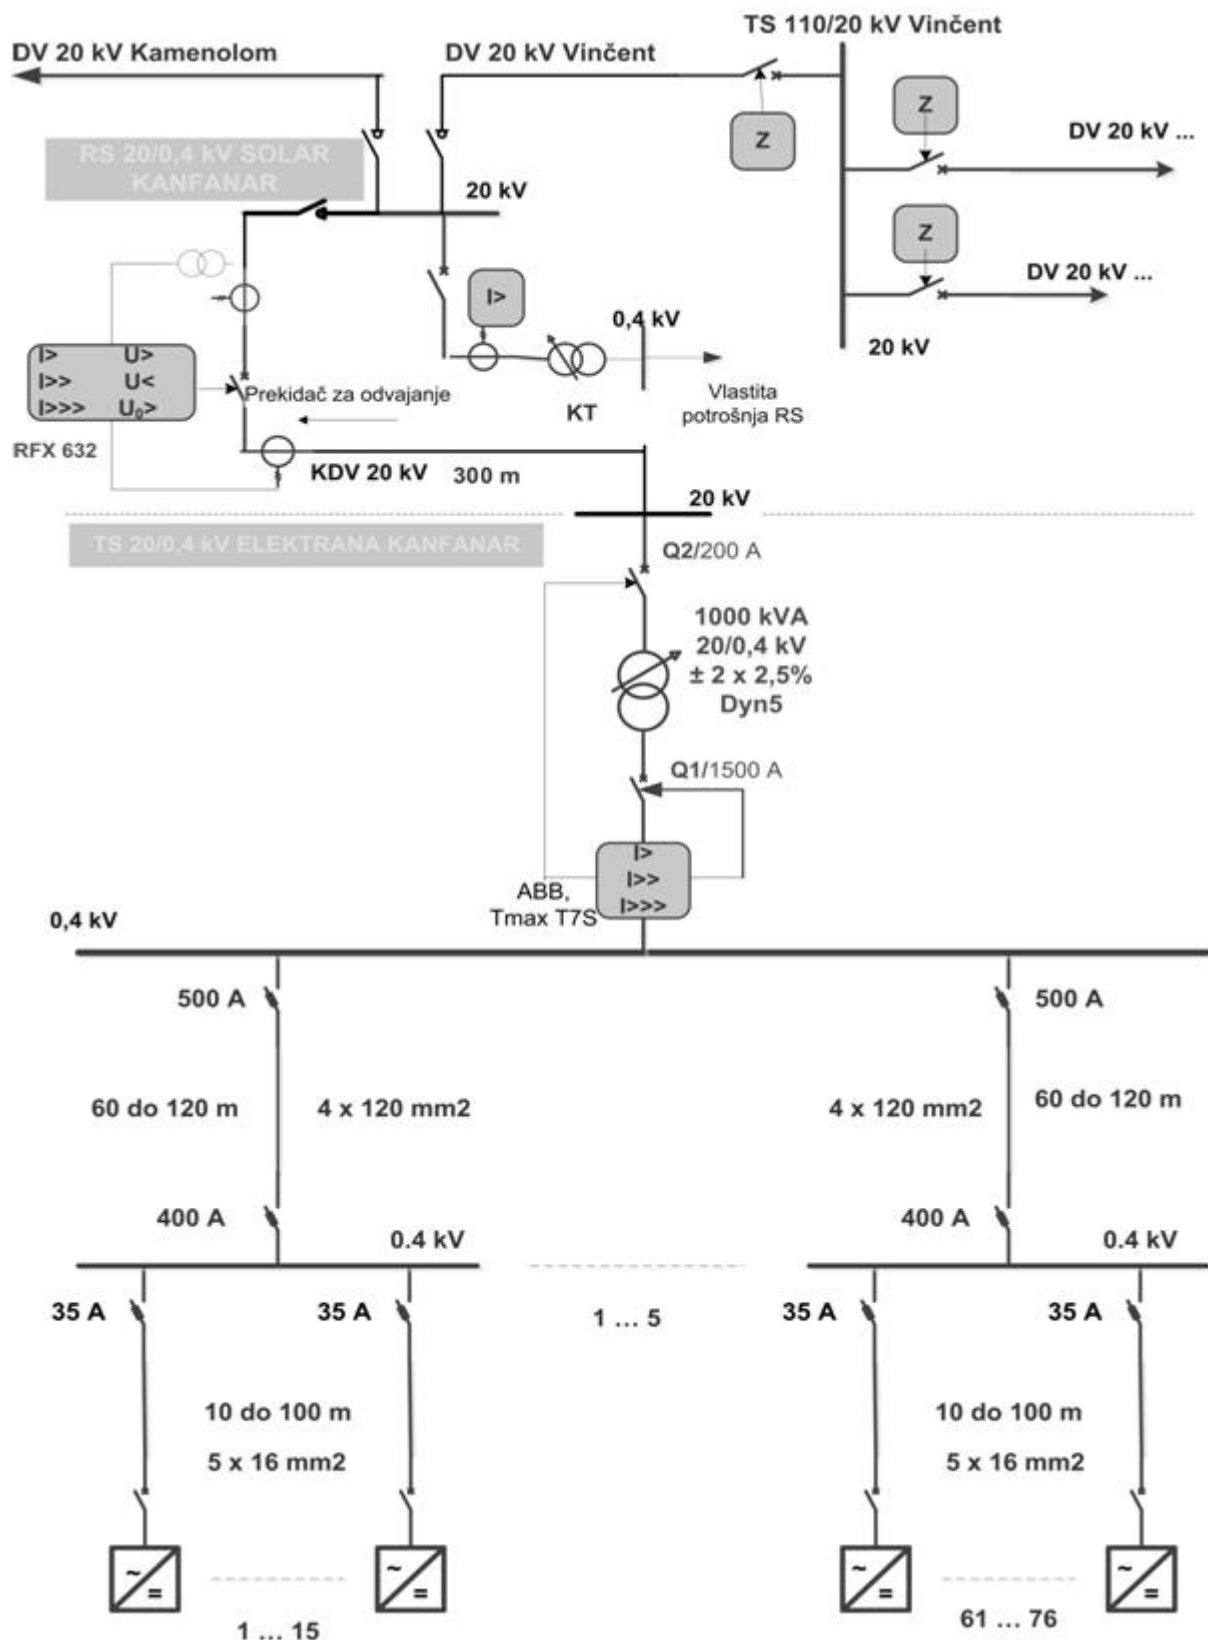 TS 110/20 kV Vinčent
DV 20 kV Kamenolom
DV 20 kV Vinčent
Z
Z
DV 20 kV ...
RS 20/0,4 kV SOLAR
KANFANAR
20 kV
Z
DV 20 kV ...
I>
0,4 kV
20 kV
I> U>
I>> U<
I>>> U0>
RFX 632
Prekidač za odvajanje
KT
Vlastita
potrošnja RS
KDV 20 kV
300 m
20 kV
TS 20/0,4 kV ELEKTRANA KANFANAR
Q2/200 A
1000 kVA
20/0,4 kV
± 2 x 2,5%
Dyn5
Q1/1500 A
I>
I>>
I>>>
ABB,
Tmax T7S
0,4 kV
500 A
500 A
60 do 120 m
4 x 120 mm2
4 x 120 mm2
60 do 120 m
400 A
0.4 kV
400 A
0.4 kV
35 A
35 A
1 ... 5
35 A
35 A
10 do 100 m
5 x 16 mm2
10 do 100 m
5 x 16 mm2
~
=
~
=
~
=
~
=
1 ... 15
61 ... 76